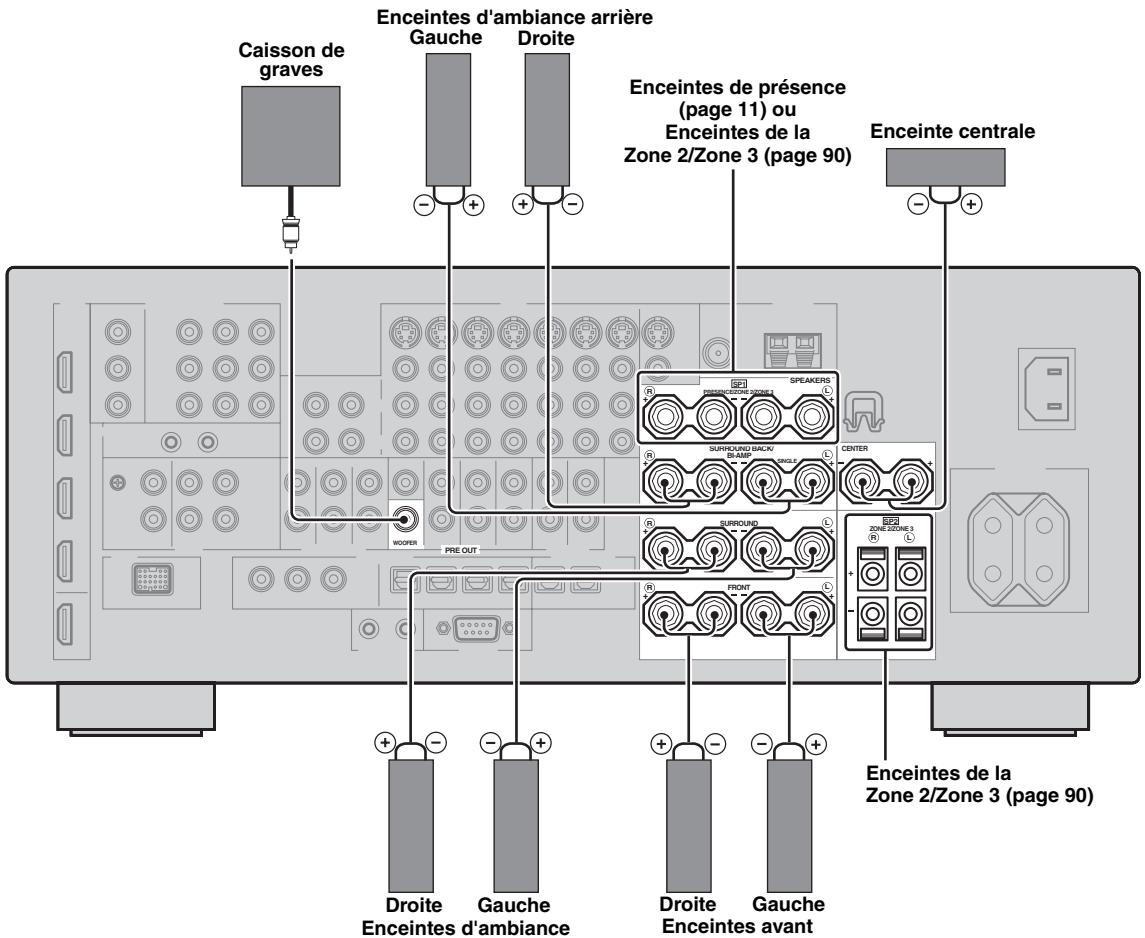 Enceintes d'ambiance arrière
Gauche Droite
Caisson de
graves
Enceintes de présence
(page 11) ou
Enceintes de la
Zone 2/Zone 3 (page 90)
Enceinte centrale
– + + –
– +
SPEAKERS
SP1
PRESENCE/ZONE 2/ZONE 3
R L
+ – – +
SURROUND BACK/
BI-AMP
SINGLE
R L
+ – – +
CENTER
– +
SURROUND
R L
+ – – +
SP2
ZONE 2/ZONE 3
R L
+
–
WOOFER
PRE OUT
FRONT
R L
+ – – +
+ – – +
+ – – +
Enceintes de la
Zone 2/Zone 3 (page 90)
Droite Gauche
Enceintes d'ambiance
Droite Gauche
Enceintes avant